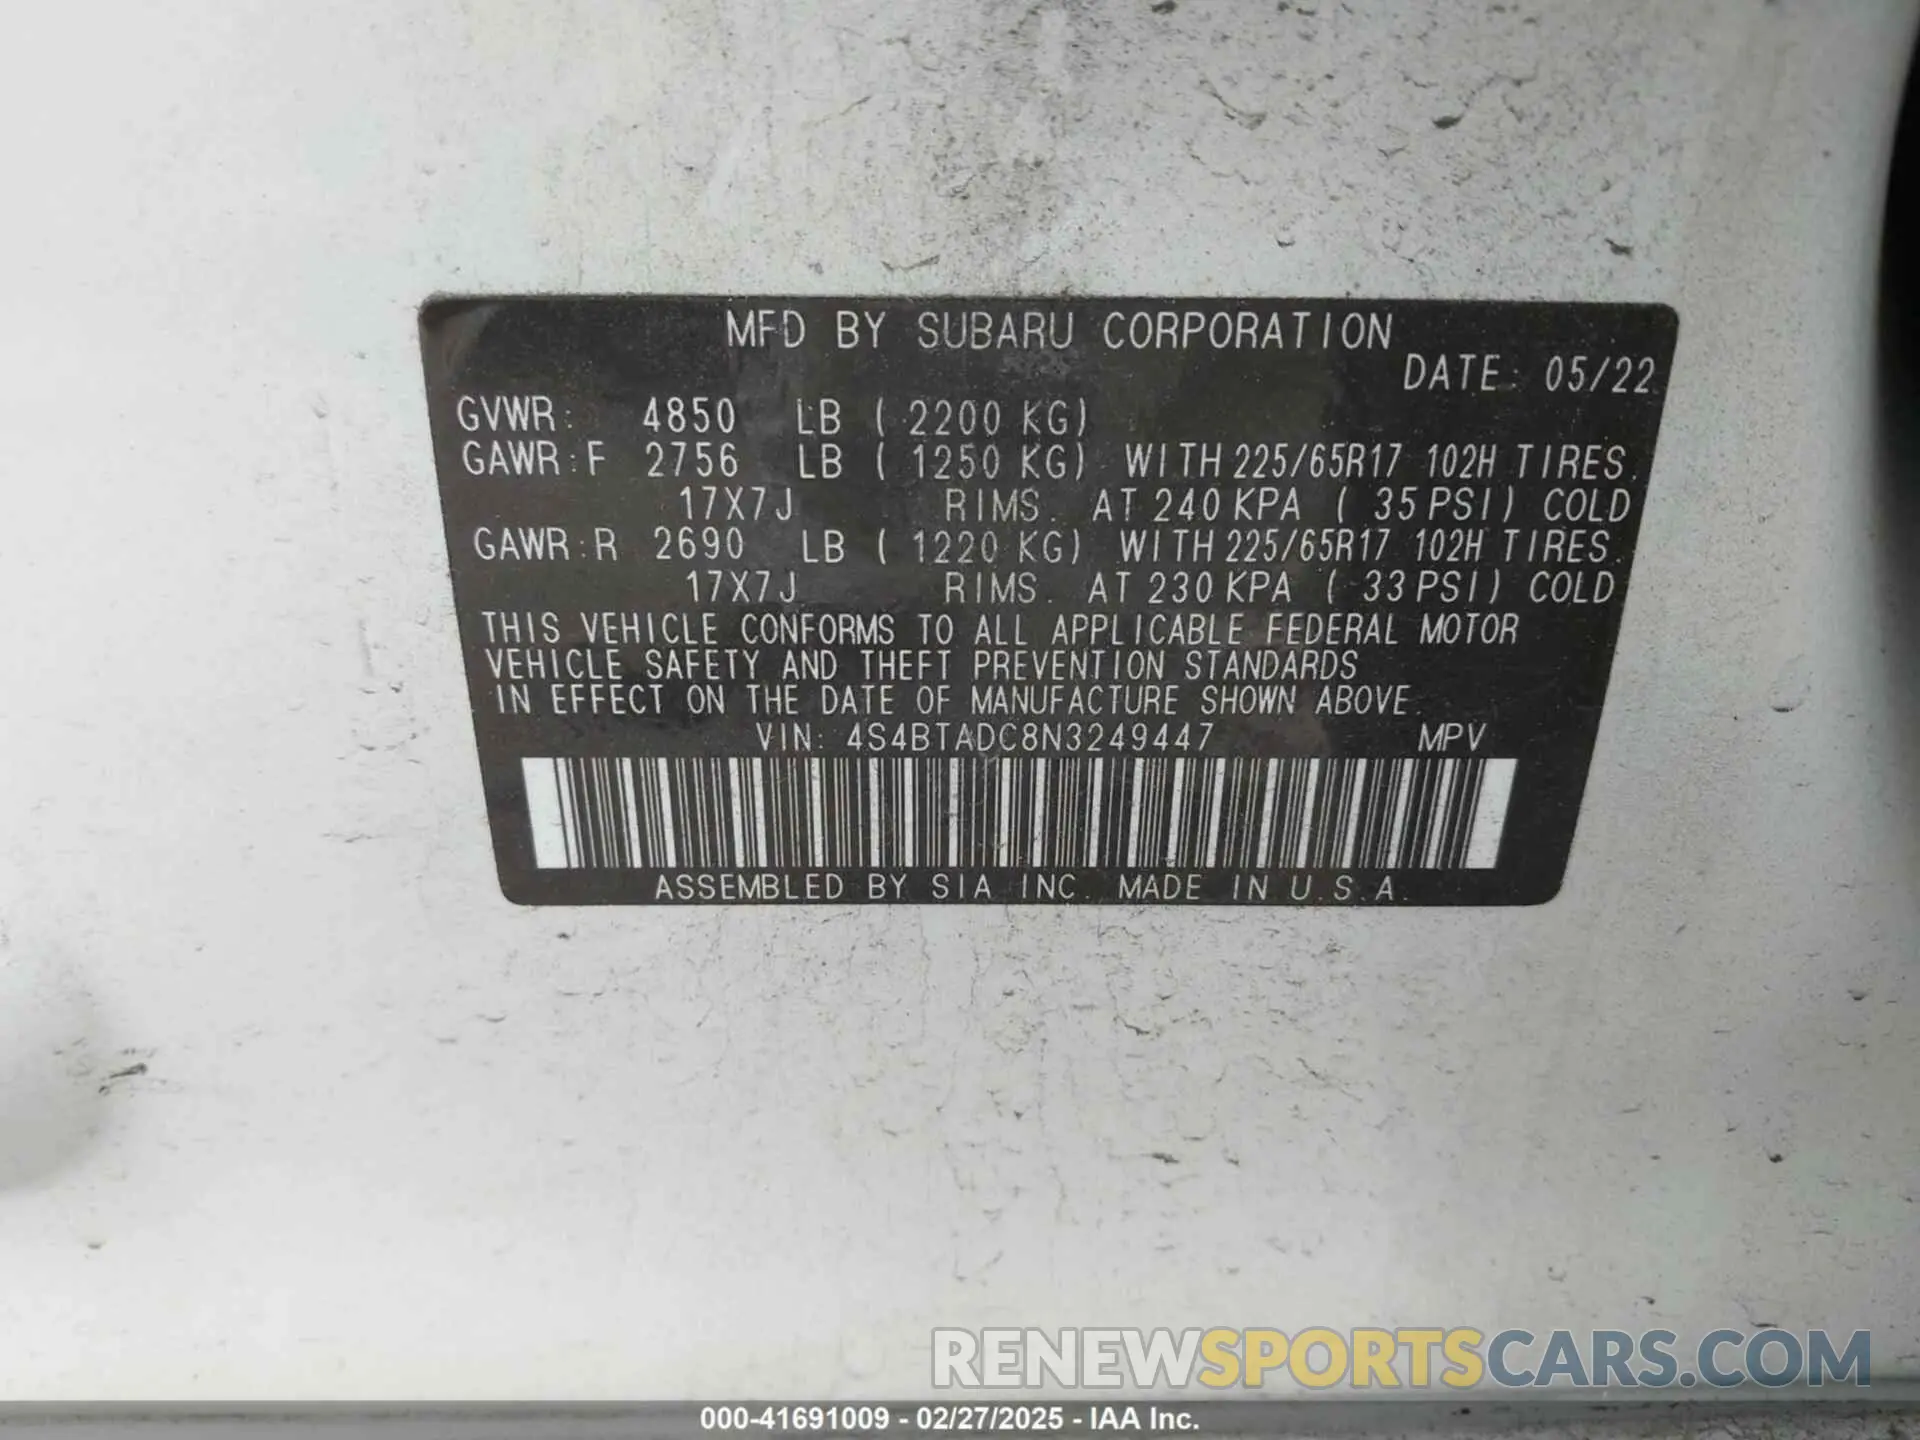 MFD BY SUBARU CORPORATION
DATE: 05/22
GVWR: 4850 LB ( 2200 KG)
GAWR:F 2756 LB ( 1250 KG) WITH 225/65R17 102H TIRES.
17X7J RIMS. AT 240 KPA ( 35 PSI) COLD
GAWR:R 2690 LB ( 1220 KG) WITH 225/65R17 102H TIRES.
17X7J RIMS. AT 230 KPA ( 33 PSI) COLD
THIS VEHICLE CONFORMS TO ALL APPLICABLE FEDERAL MOTOR
VEHICLE SAFETY AND THEFT PREVENTION STANDARDS
IN EFFECT ON THE DATE OF MANUFACTURE SHOWN ABOVE.
VIN: 4S4BTADC8N3249447 MPV
ASSEMBLED BY SIA INC. MADE IN U.S.A.
RENEWSPORTSCARS.COM
000-41691009 - 02/27/2025 - IAA Inc.